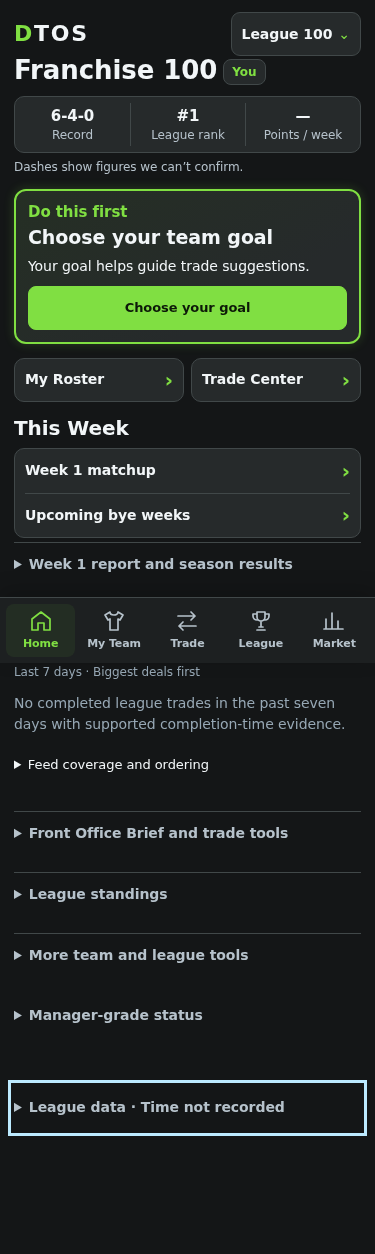 DTOS
League 100
Franchise 100 You
6-4-0 #1 —
Record League rank Points / week
Dashes show figures we can’t confirm.
Do this first
Choose your team goal
Your goal helps guide trade suggestions.
Choose your goal
My Roster › Trade Center ›
This Week
Week 1 matchup ›
Upcoming bye weeks ›
Week 1 report and season results
Home My Team Trade League Market
Last 7 days · Biggest deals first
No completed league trades in the past seven
days with supported completion-time evidence.
Feed coverage and ordering
Front Office Brief and trade tools
League standings
More team and league tools
Manager-grade status
League data · Time not recorded